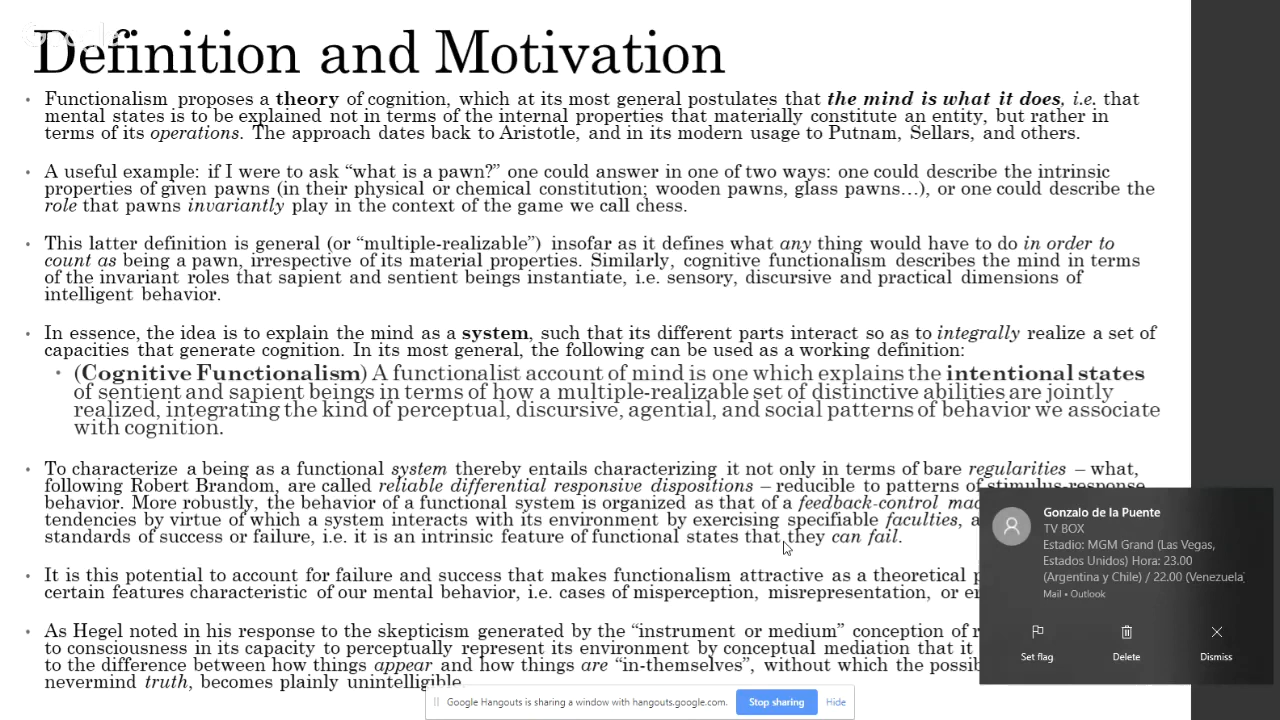 Google
Definition and Motivation
• Functionalism proposes a theory of cognition, which at its most general postulates that the mind is what it does, i.e. that
mental states is to be explained not in terms of the internal properties that materially constitute an entity, but rather in
terms of its operations. The approach dates back to Aristotle, and in its modern usage to Putnam, Sellars, and others.
• A useful example: if I were to ask “what is a pawn?” one could answer in one of two ways: one could describe the intrinsic
properties of given pawns (in their physical or chemical constitution; wooden pawns, glass pawns…), or one could describe the
role that pawns invariantly play in the context of the game we call chess.
• This latter definition is general (or “multiple-realizable”) insofar as it defines what any thing would have to do in order to
count as being a pawn, irrespective of its material properties. Similarly, cognitive functionalism describes the mind in terms
of the invariant roles that sapient and sentient beings instantiate, i.e. sensory, discursive and practical dimensions of
intelligent behavior.
• In essence, the idea is to explain the mind as a system, such that its different parts interact so as to integrally realize a set of
capacities that generate cognition. In its most general, the following can be used as a working definition:
• (Cognitive Functionalism) A functionalist account of mind is one which explains the intentional states
of sentient and sapient beings in terms of how a multiple-realizable set of distinctive abilities are jointly
realized, integrating the kind of perceptual, discursive, agential, and social patterns of behavior we associate
with cognition.
• To characterize a being as a functional system thereby entails characterizing it not only in terms of bare regularities – what,
following Robert Brandom, are called reliable differential responsive dispositions – reducible to patterns of stimulus-response
behavior. More robustly, the behavior of a functional system is organized as that of a feedback-control
tendencies by virtue of which a system interacts with its environment by exercising specifiable faculties,
standards of success or failure, i.e. it is an intrinsic feature of functional states that they can fail.
• It is this potential to account for failure and success that makes functionalism attractive as a theoretical
certain features characteristic of our mental behavior, i.e. cases of misperception, misrepresentation, or
• As Hegel noted in his response to the skepticism generated by the “instrument or medium” conception of
to consciousness in its capacity to perceptually represent its environment by conceptual mediation that it
to the difference between how things appear and how things are “in-themselves”, without which the
nevermind truth, becomes plainly unintelligible.
Gonzalo de la Puente
TV BOX
Estadio: MGM Grand (Las Vegas,
Estados Unidos) Hora: 23.00
(Argentina y Chile) / 22.00 (Venezuela
Mail • Outlook
Set flag Delete Dismiss
Google Hangouts is sharing a window with hangouts.google.com. Stop sharing Hide